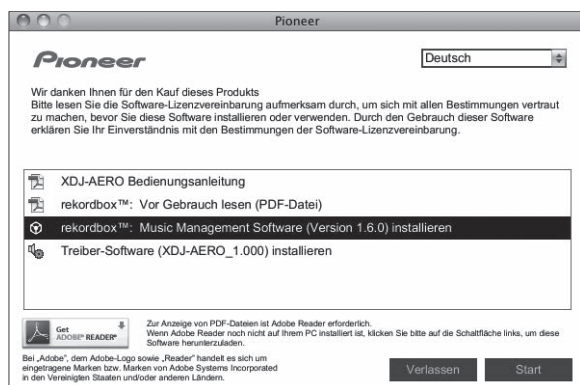 Pioneer
Pioneer
Deutsch
Wir danken Ihnen für den Kauf dieses Produkts
Bitte lesen Sie die Software-Lizenzvereinbarung aufmerksam durch, um sich mit allen Bestimmungen vertraut
zu machen, bevor Sie diese Software installieren oder verwenden. Durch den Gebrauch dieser Software
erklären Sie Ihr Einverständnis mit den Bestimmungen der Software-Lizenzvereinbarung.
XDJ-AERO Bedienungsanleitung
rekordbox™: Vor Gebrauch lesen (PDF-Datei)
rekordbox™: Music Management Software (Version 1.6.0) installieren
Treiber-Software (XDJ-AERO_1.000) installieren
Get
ADOBE® READER®
Zur Anzeige von PDF-Dateien ist Adobe Reader erforderlich.
Wenn Adobe Reader noch nicht auf Ihrem PC installiert ist, klicken Sie bitte auf die Schaltfläche links, um diese
Software herunterzuladen.
Bei „Adobe", dem Adobe-Logo sowie „Reader" handelt es sich um
eingetragene Marken bzw. Marken von Adobe Systems Incorporated
in den Vereinigten Staaten und/oder anderen Ländern.
Verlassen
Start